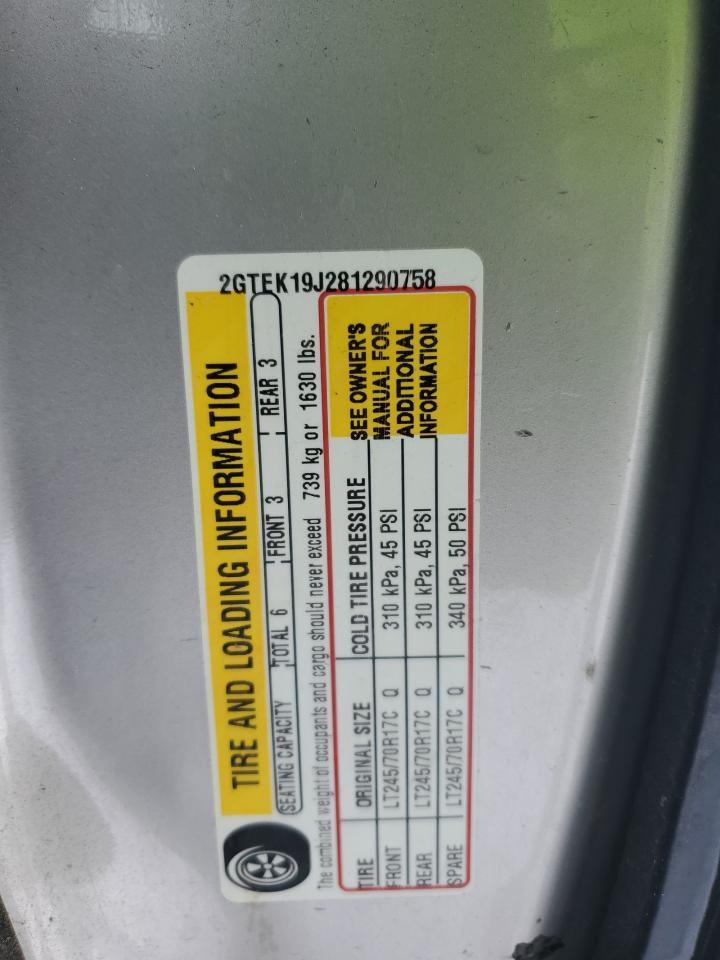 2GTEK19J281290758
TIRE AND LOADING INFORMATION
SEATING CAPACITY TOTAL 6 FRONT 3 REAR 3
The combined weight of occupants and cargo should never exceed 739 kg or 1630 lbs.
TIRE ORIGINAL SIZE COLD TIRE PRESSURE
FRONT LT245/70R17C Q 310 kPa, 45 PSI
REAR LT245/70R17C Q 310 kPa, 45 PSI
SPARE LT245/70R17C Q 340 kPa, 50 PSI
SEE OWNER'S
MANUAL FOR
ADDITIONAL
INFORMATION